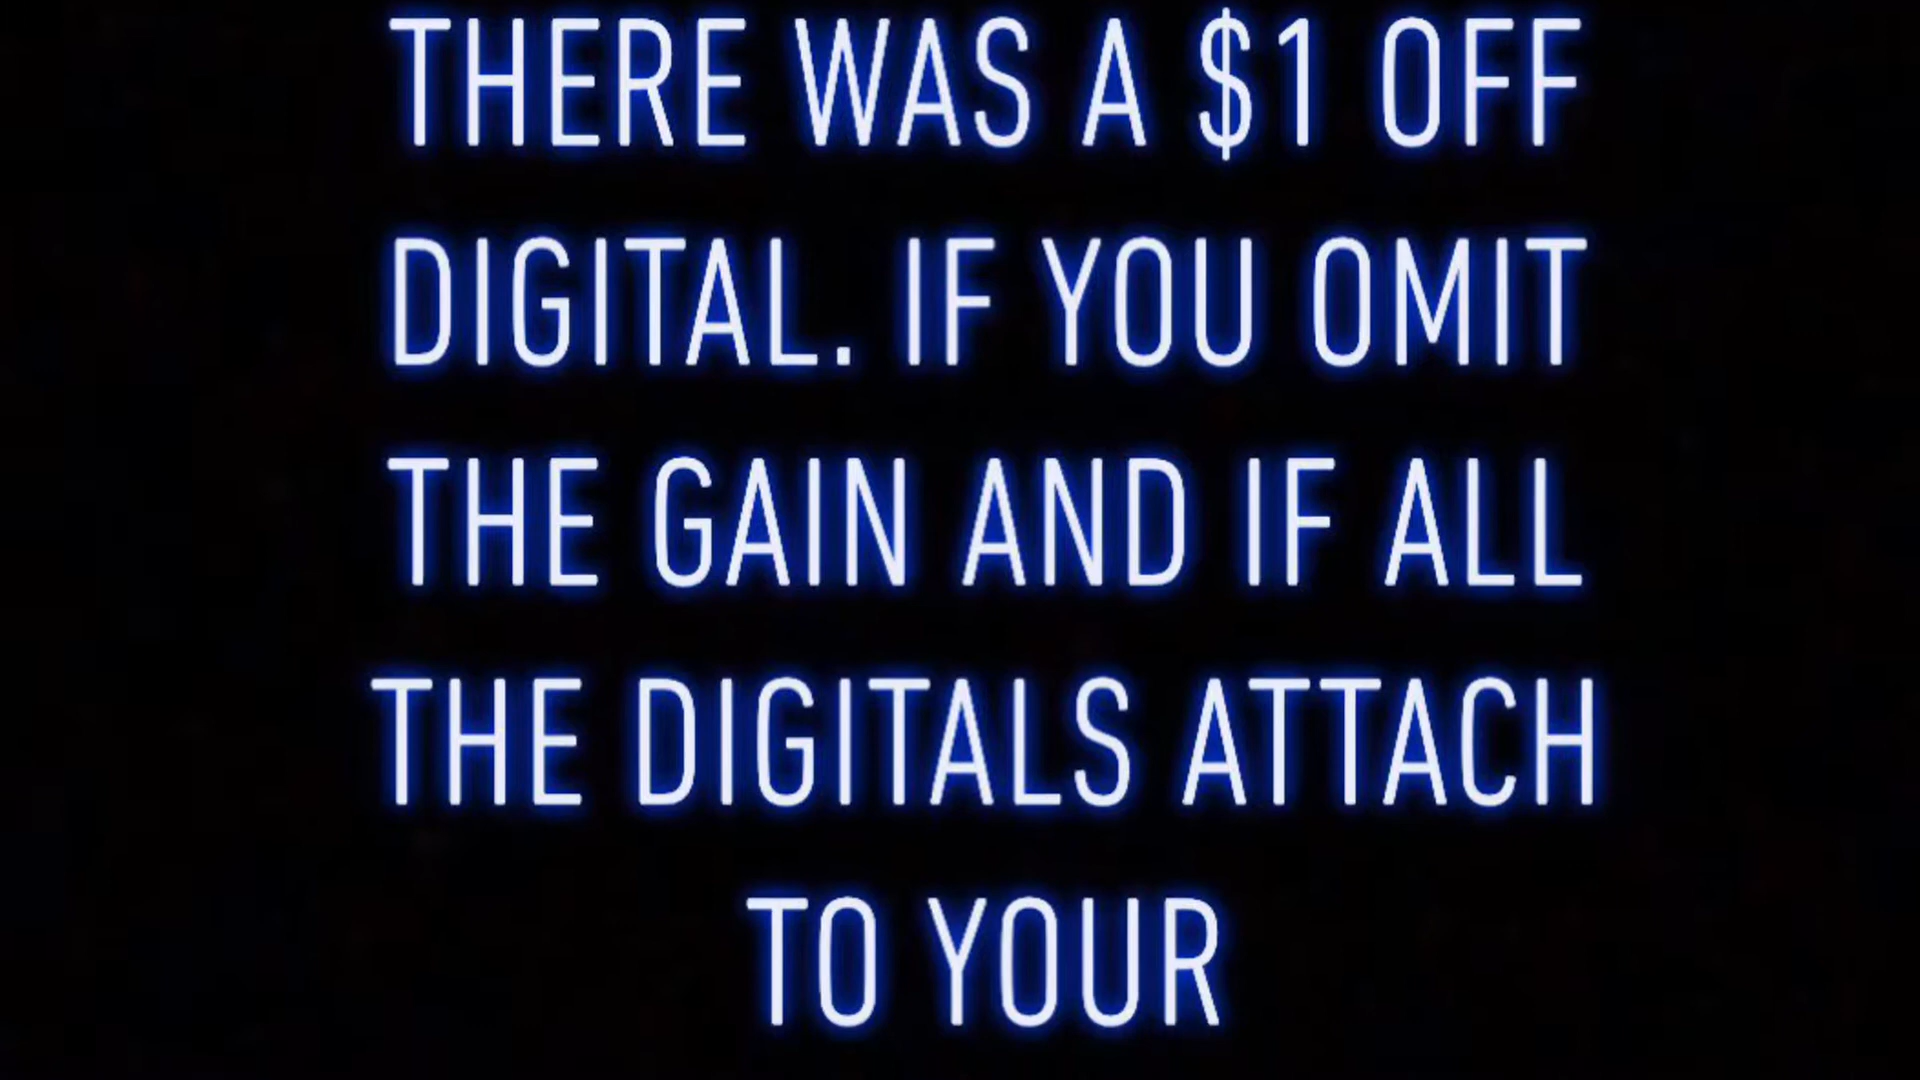 THERE WAS A $1 OFF
DIGITAL. IF YOU OMIT
THE GAIN AND IF ALL
THE DIGITALS ATTACH
TO YOUR